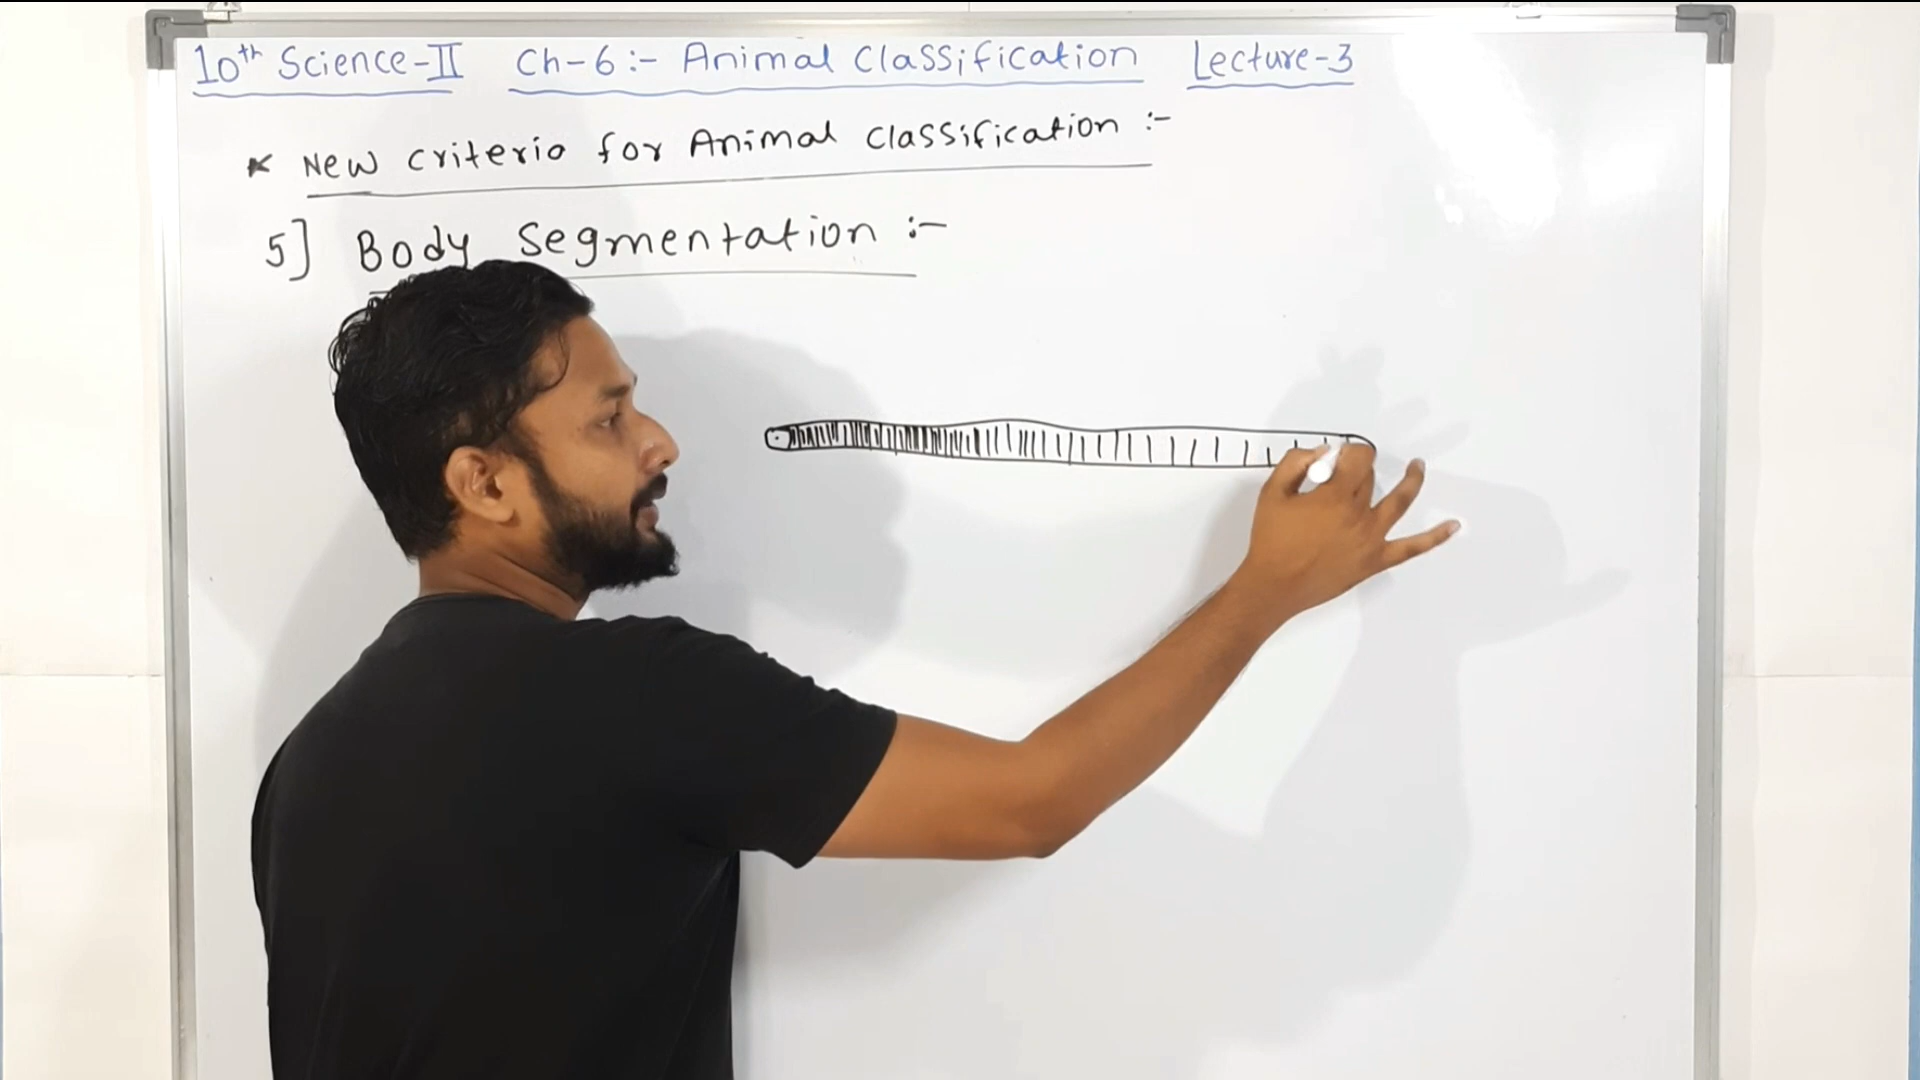 10th Science-II Ch-6:- Animal Classification Lecture-3
* New criteria for Animal Classification :-
5] Body Segmentation :-